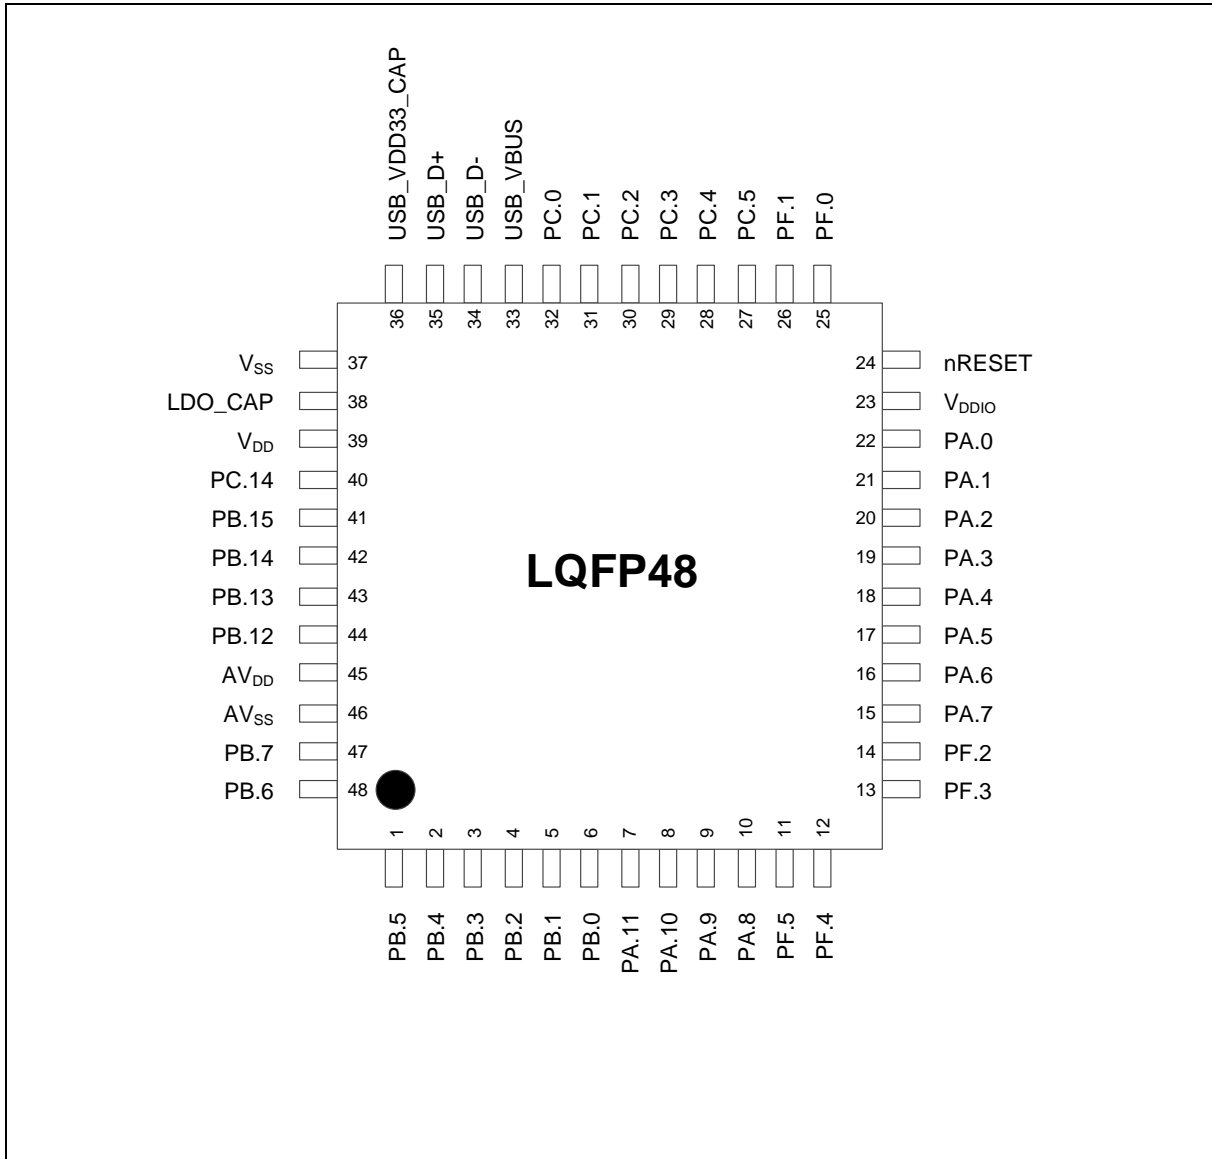 USB_VDD33_CAP
USB_D+
USB_D-
USB_VBUS
PC.0
PC.1
PC.2
PC.3
PC.4
PC.5
PF.1
PF.0
36
35
34
33
32
31
30
29
28
27
26
25
VSS 37
LDO_CAP 38
VDD 39
PC.14 40
PB.15 41
PB.14 42
PB.13 43
PB.12 44
AVDD 45
AVSS 46
PB.7 47
PB.6 48
LQFP48
24 nRESET
23 VDDIO
22 PA.0
21 PA.1
20 PA.2
19 PA.3
18 PA.4
17 PA.5
16 PA.6
15 PA.7
14 PF.2
13 PF.3
1
2
3
4
5
6
7
8
9
10
11
12
PB.5
PB.4
PB.3
PB.2
PB.1
PB.0
PA.11
PA.10
PA.9
PA.8
PF.5
PF.4